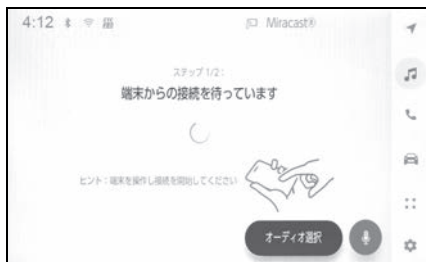 4:12
Miracast®
ステップ 1/2：
端末からの接続を待っています
ヒント：端末を操作し接続を開始してください
オーディオ選択